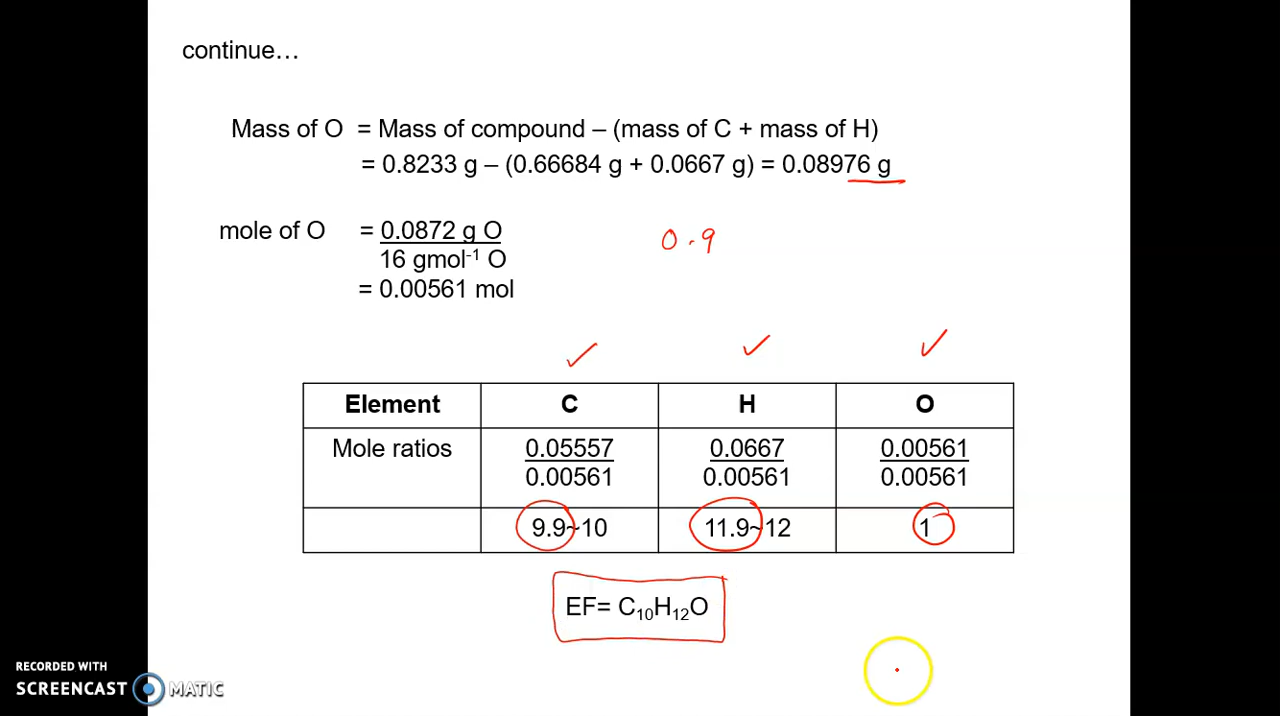 continue…
Mass of O = Mass of compound – (mass of C + mass of H)
= 0.8233 g – (0.66684 g + 0.0667 g) = 0.08976 g
mole of O = 0.0872 g O
16 gmol⁻¹ O
= 0.00561 mol
0.9
Element C H O
Mole ratios 0.05557 0.0667 0.00561
0.00561 0.00561 0.00561
9.9~10 11.9~12 1
EF= C₁₀H₁₂O
RECORDED WITH
SCREENCAST MATIC